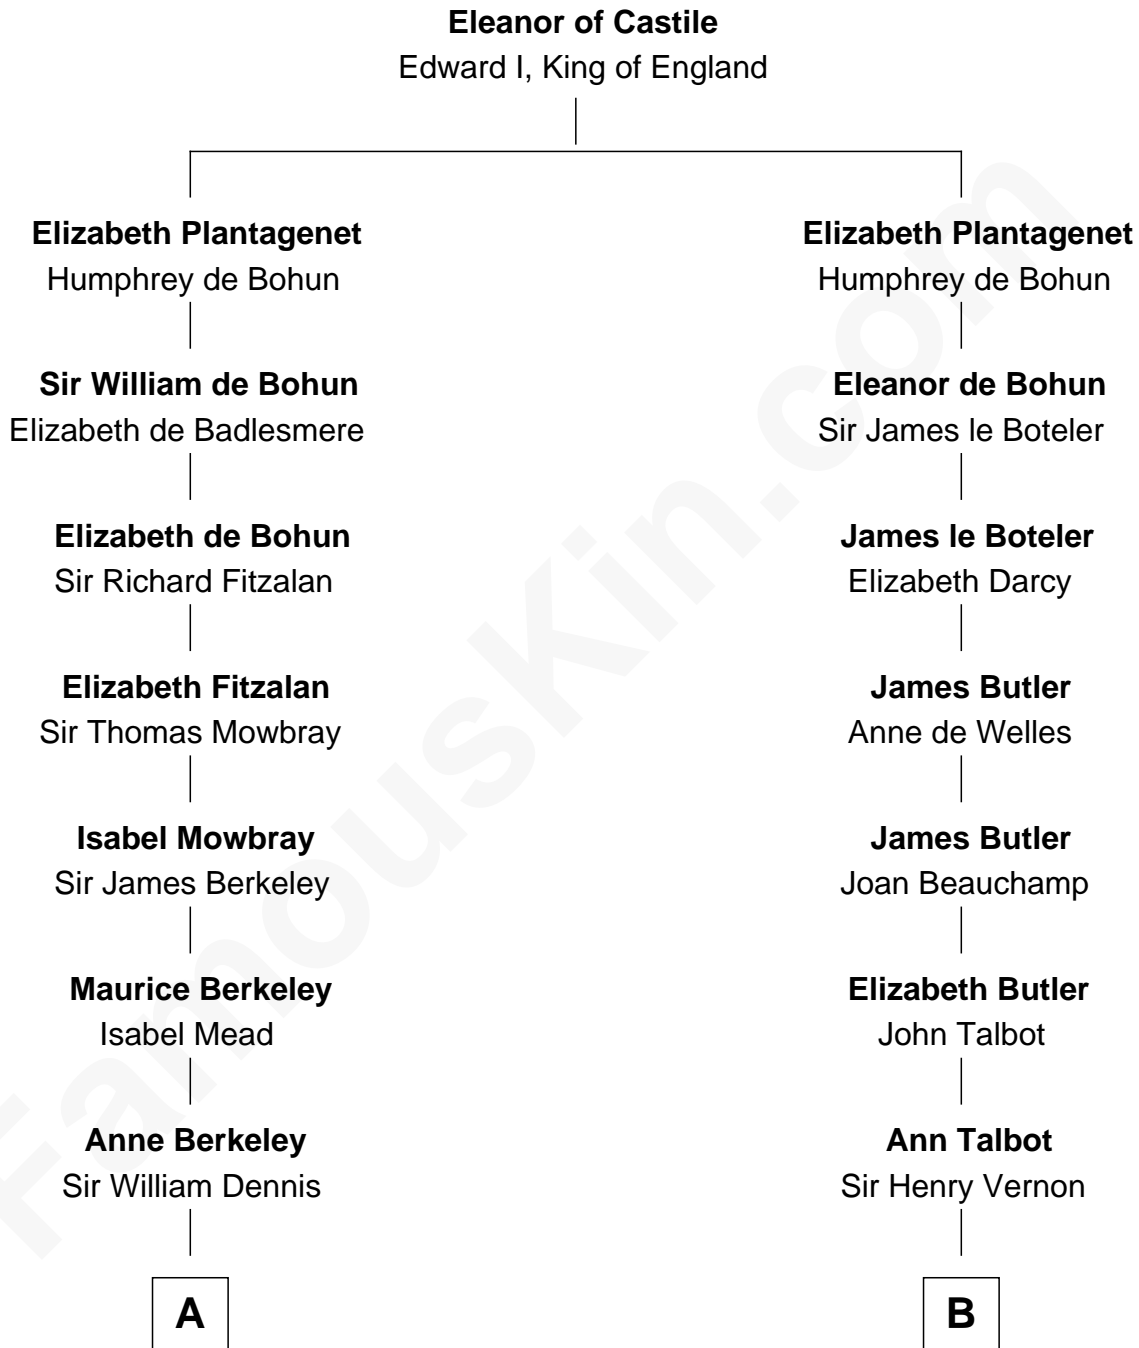 Eleanor of Castile
Edward I, King of England
Elizabeth Plantagenet
Humphrey de Bohun
Elizabeth Plantagenet
Humphrey de Bohun
Sir William de Bohun
Elizabeth de Badlesmere
Eleanor de Bohun
Sir James le Boteler
Elizabeth de Bohun
Sir Richard Fitzalan
James le Boteler
Elizabeth Darcy
Elizabeth Fitzalan
Sir Thomas Mowbray
James Butler
Anne de Welles
Isabel Mowbray
Sir James Berkeley
James Butler
Joan Beauchamp
Maurice Berkeley
Isabel Mead
Elizabeth Butler
John Talbot
Anne Berkeley
Sir William Dennis
Ann Talbot
Sir Henry Vernon
A
B
FamousKin.com